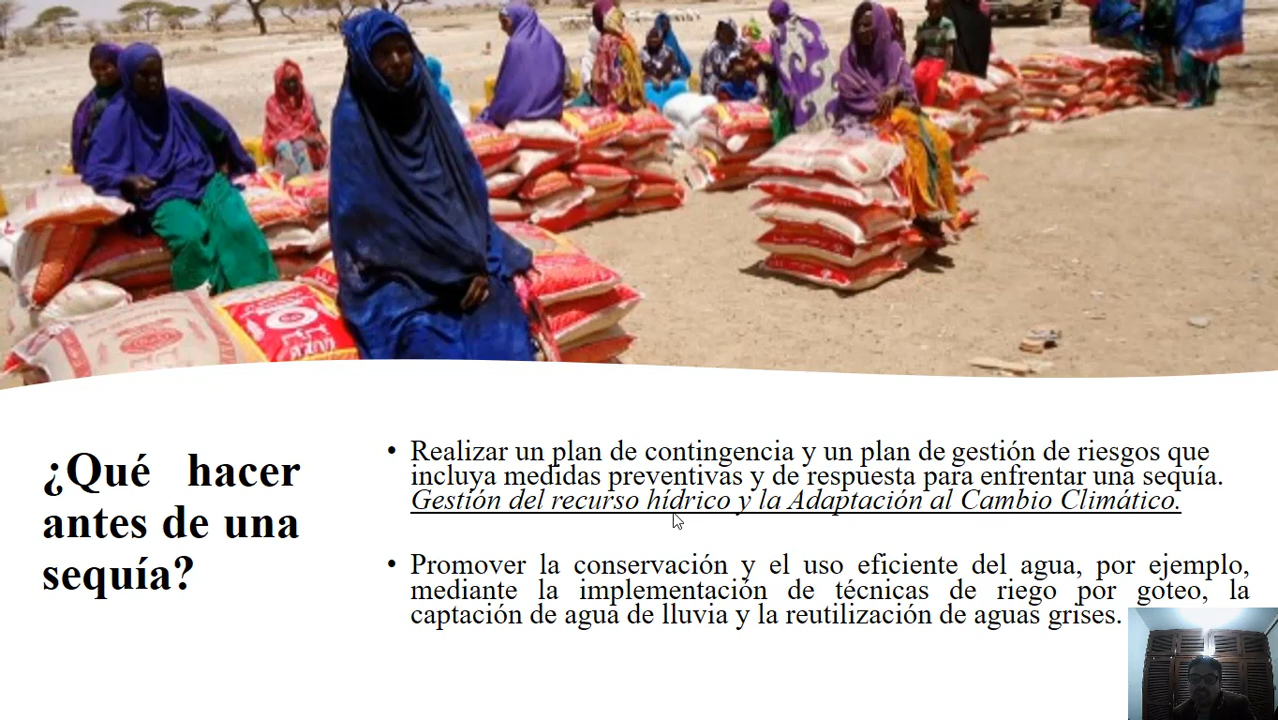 ¿Qué hacer
antes de una
sequía?
• Realizar un plan de contingencia y un plan de gestión de riesgos que
incluya medidas preventivas y de respuesta para enfrentar una sequía.
Gestión del recurso hídrico y la Adaptación al Cambio Climático.
• Promover la conservación y el uso eficiente del agua, por ejemplo,
mediante la implementación de técnicas de riego por goteo, la
captación de agua de lluvia y la reutilización de aguas grises.